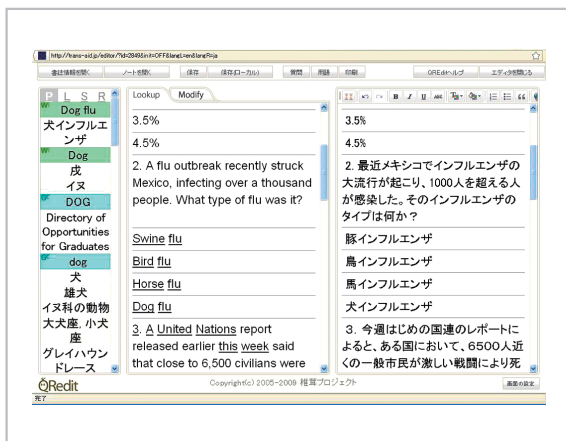 http://trans-aid.jp/editor/?id=2849&init=OFF&langL=en&langR=ja
書誌情報を開く ノートを開く 保存 保存(ローカル) 質問 用語 印刷 QREditヘルプ エディタを閉じる
P L S R
Dog flu
犬インフルエ
ンザ
Dog
戌
イヌ
DOG
Directory of
Opportunities
for Graduates
dog
犬
雄犬
イヌ科の動物
大犬座, 小犬
座
グレイハウン
ドレース
Lookup Modify
3.5%
4.5%
2. A flu outbreak recently struck
Mexico, infecting over a thousand
people. What type of flu was it?
Swine flu
Bird flu
Horse flu
Dog flu
3. A United Nations report
released earlier this week said
that close to 6,500 civilians were
B I U ABC
3.5%
4.5%
2. 最近メキシコでインフルエンザの
大流行が起こり、1000人を超える人
が感染した。そのインフルエンザの
タイプは何か?
豚インフルエンザ
鳥インフルエンザ
馬インフルエンザ
犬インフルエンザ
3. 今週はじめの国連のレポートに
よると、ある国において、6500人近
くの一般市民が激しい戦闘により死
QRedit
Copyright(c) 2005-2009 椎茸プロジェクト
画面の設定
完了